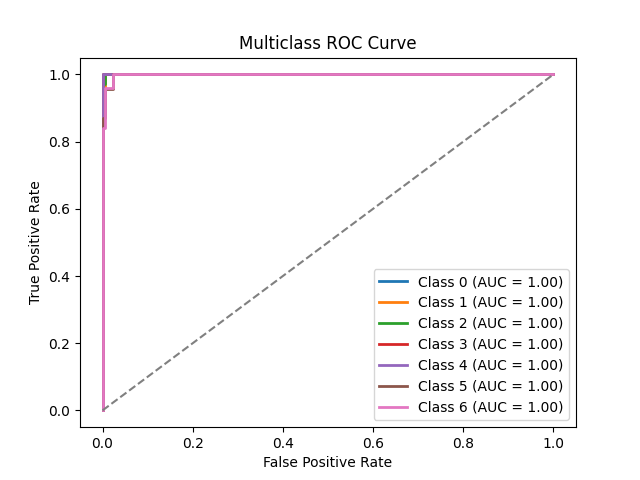 Multiclass ROC Curve
True Positive Rate
1.0
0.8
0.6
0.4
0.2
0.0
Class 0 (AUC = 1.00)
Class 1 (AUC = 1.00)
Class 2 (AUC = 1.00)
Class 3 (AUC = 1.00)
Class 4 (AUC = 1.00)
Class 5 (AUC = 1.00)
Class 6 (AUC = 1.00)
0.0 0.2 0.4 0.6 0.8 1.0
False Positive Rate